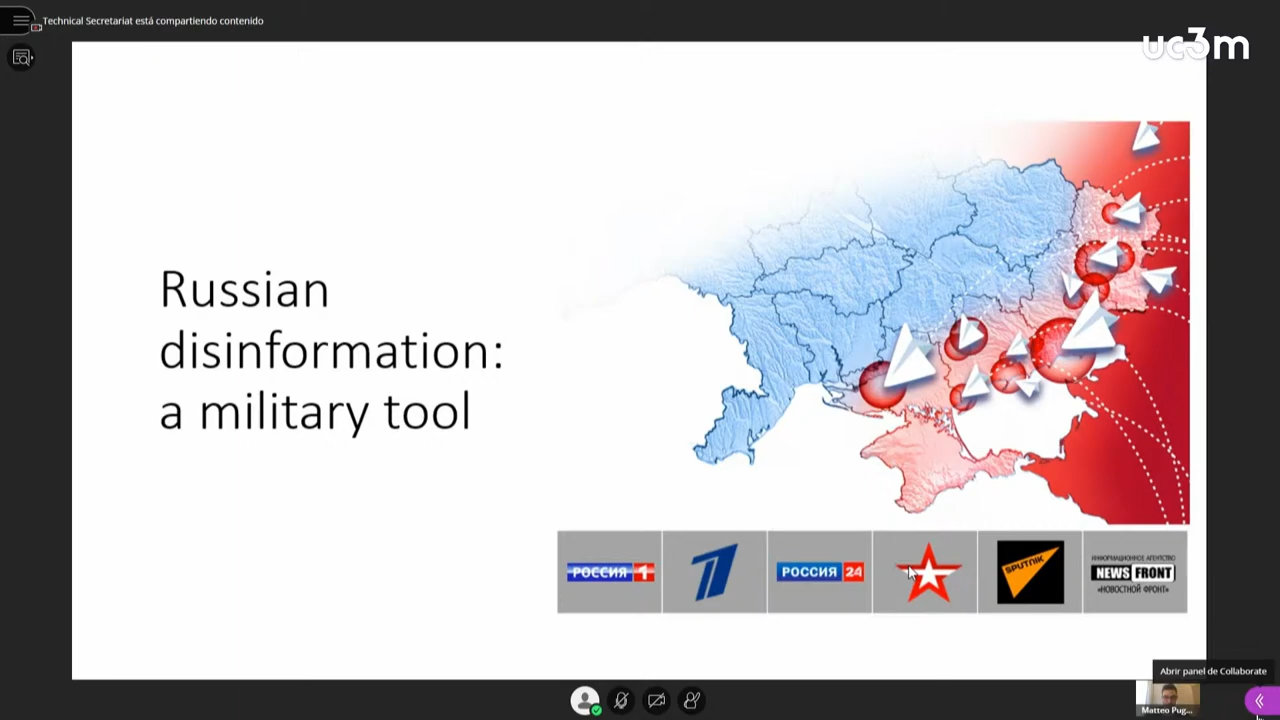 Technical Secretariat está compartiendo contenido
uc3m
Russian
disinformation:
a military tool
РОССИЯ 1
РОССИЯ 24
SPUTNIK
ИНФОРМАЦИОННОЕ АГЕНТСТВО
NEWS FRONT
«НОВОСТНОЙ ФРОНТ»
Abrir panel de Collaborate
Matteo Pug...